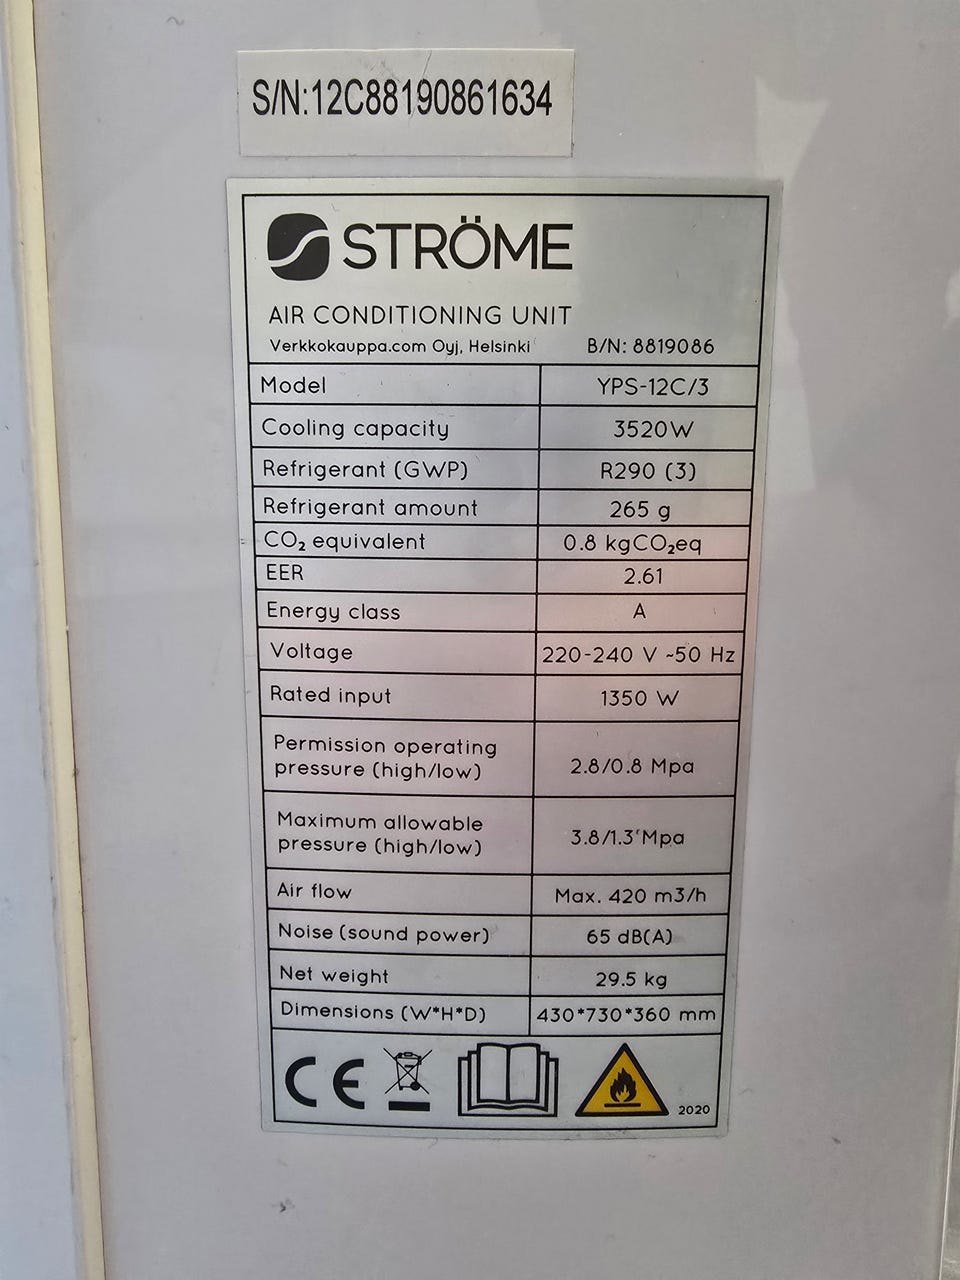 S/N:12C88190861634
STRÖME
AIR CONDITIONING UNIT
Verkkokauppa.com Oyj, Helsinki B/N: 8819086
Model YPS-12C/3
Cooling capacity 3520W
Refrigerant (GWP) R290 (3)
Refrigerant amount 265 g
CO₂ equivalent 0.8 kgCO₂eq
EER 2.61
Energy class A
Voltage 220-240 V ~50 Hz
Rated input 1350 W
Permission operating
pressure (high/low) 2.8/0.8 Mpa
Maximum allowable
pressure (high/low) 3.8/1.3 Mpa
Air flow Max. 420 m3/h
Noise (sound power) 65 dB(A)
Net weight 29.5 kg
Dimensions (W*H*D) 430*730*360 mm
CE
2020